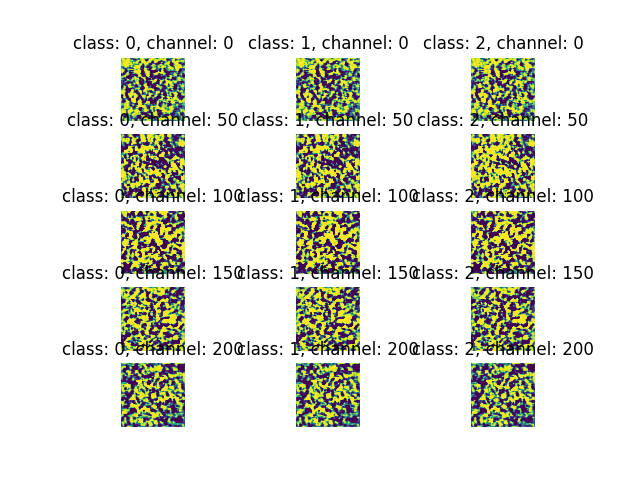 class: 0, channel: 0 class: 1, channel: 0 class: 2, channel: 0
class: 0, channel: 50 class: 1, channel: 50 class: 2, channel: 50
class: 0, channel: 100 class: 1, channel: 100 class: 2, channel: 100
class: 0, channel: 150 class: 1, channel: 150 class: 2, channel: 150
class: 0, channel: 200 class: 1, channel: 200 class: 2, channel: 200